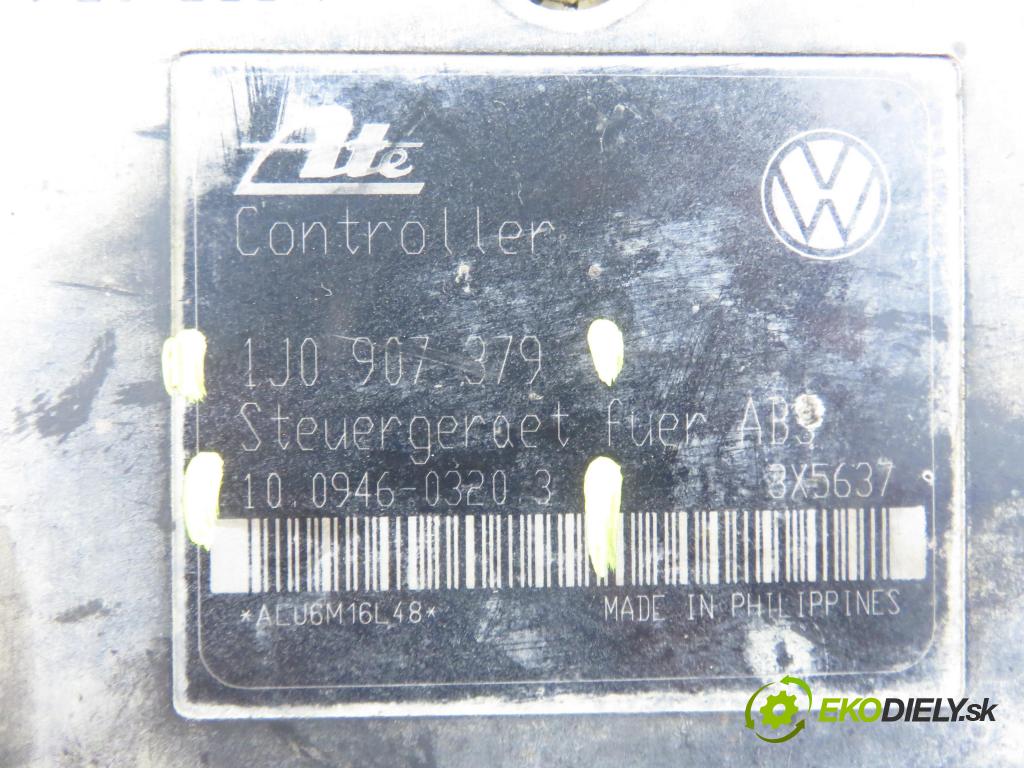 Ate
Controller
1J0 907 379
Steuergeraet fuer ABS
10.0946-0320.3 3X5637
*ALU6M16L48* MADE IN PHILIPPINES
EKODIELY.sk